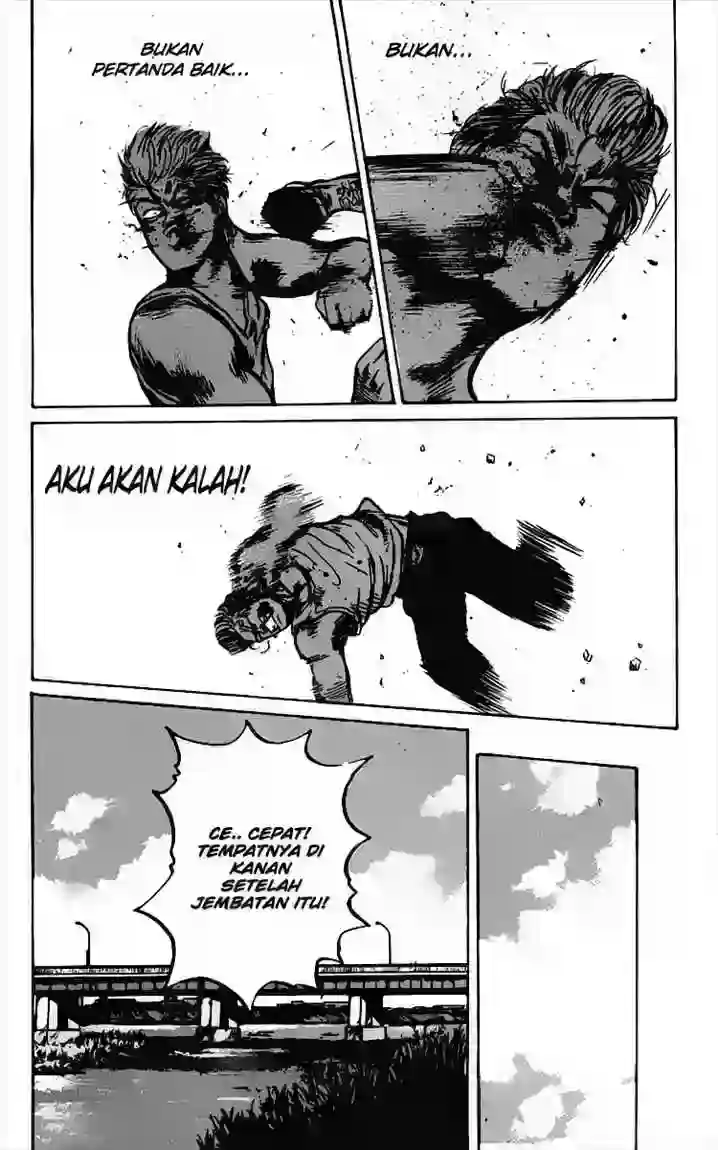 BUKAN
PERTANDA BAIK...
BUKAN...
AKU AKAN KALAH!
CE.. CEPAT!
TEMPATNYA DI
KANAN
SETELAH
JEMBATAN ITU!